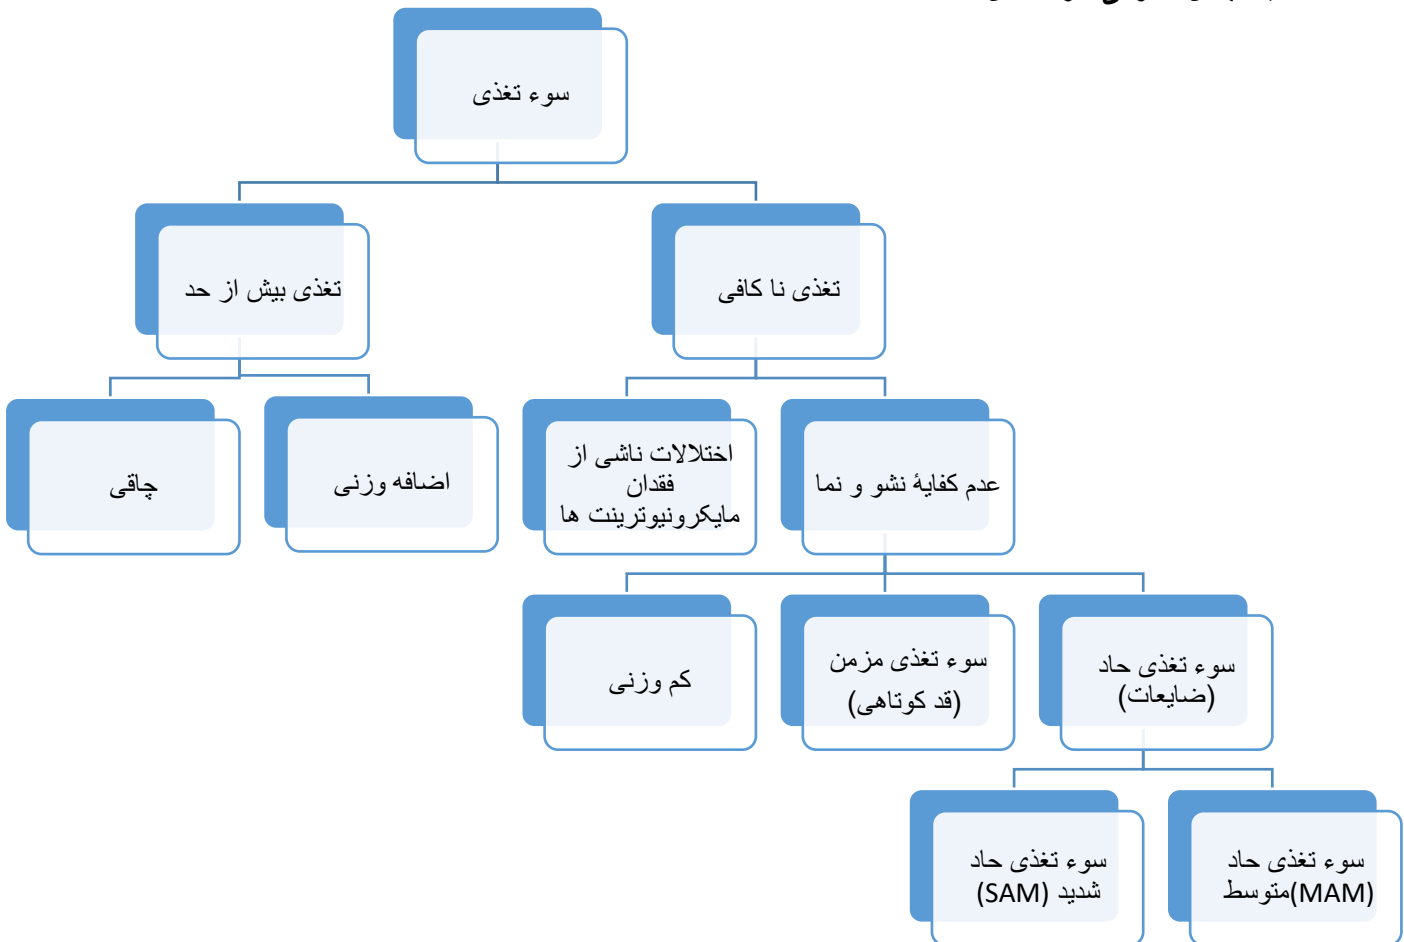 سوء تغذی
تغذی نا کافی
تغذی بیش از حد
عدم کفایهٔ نشو و نما
اختلالات ناشی از
فقدان
مایکرونیوترینت ها
اضافه وزنی
چاقی
سوء تغذی حاد
(ضایعات)
سوء تغذی مزمن
(قد کوتاهی)
کم وزنی
سوء تغذی حاد
متوسط(MAM)
سوء تغذی حاد
شدید (SAM)